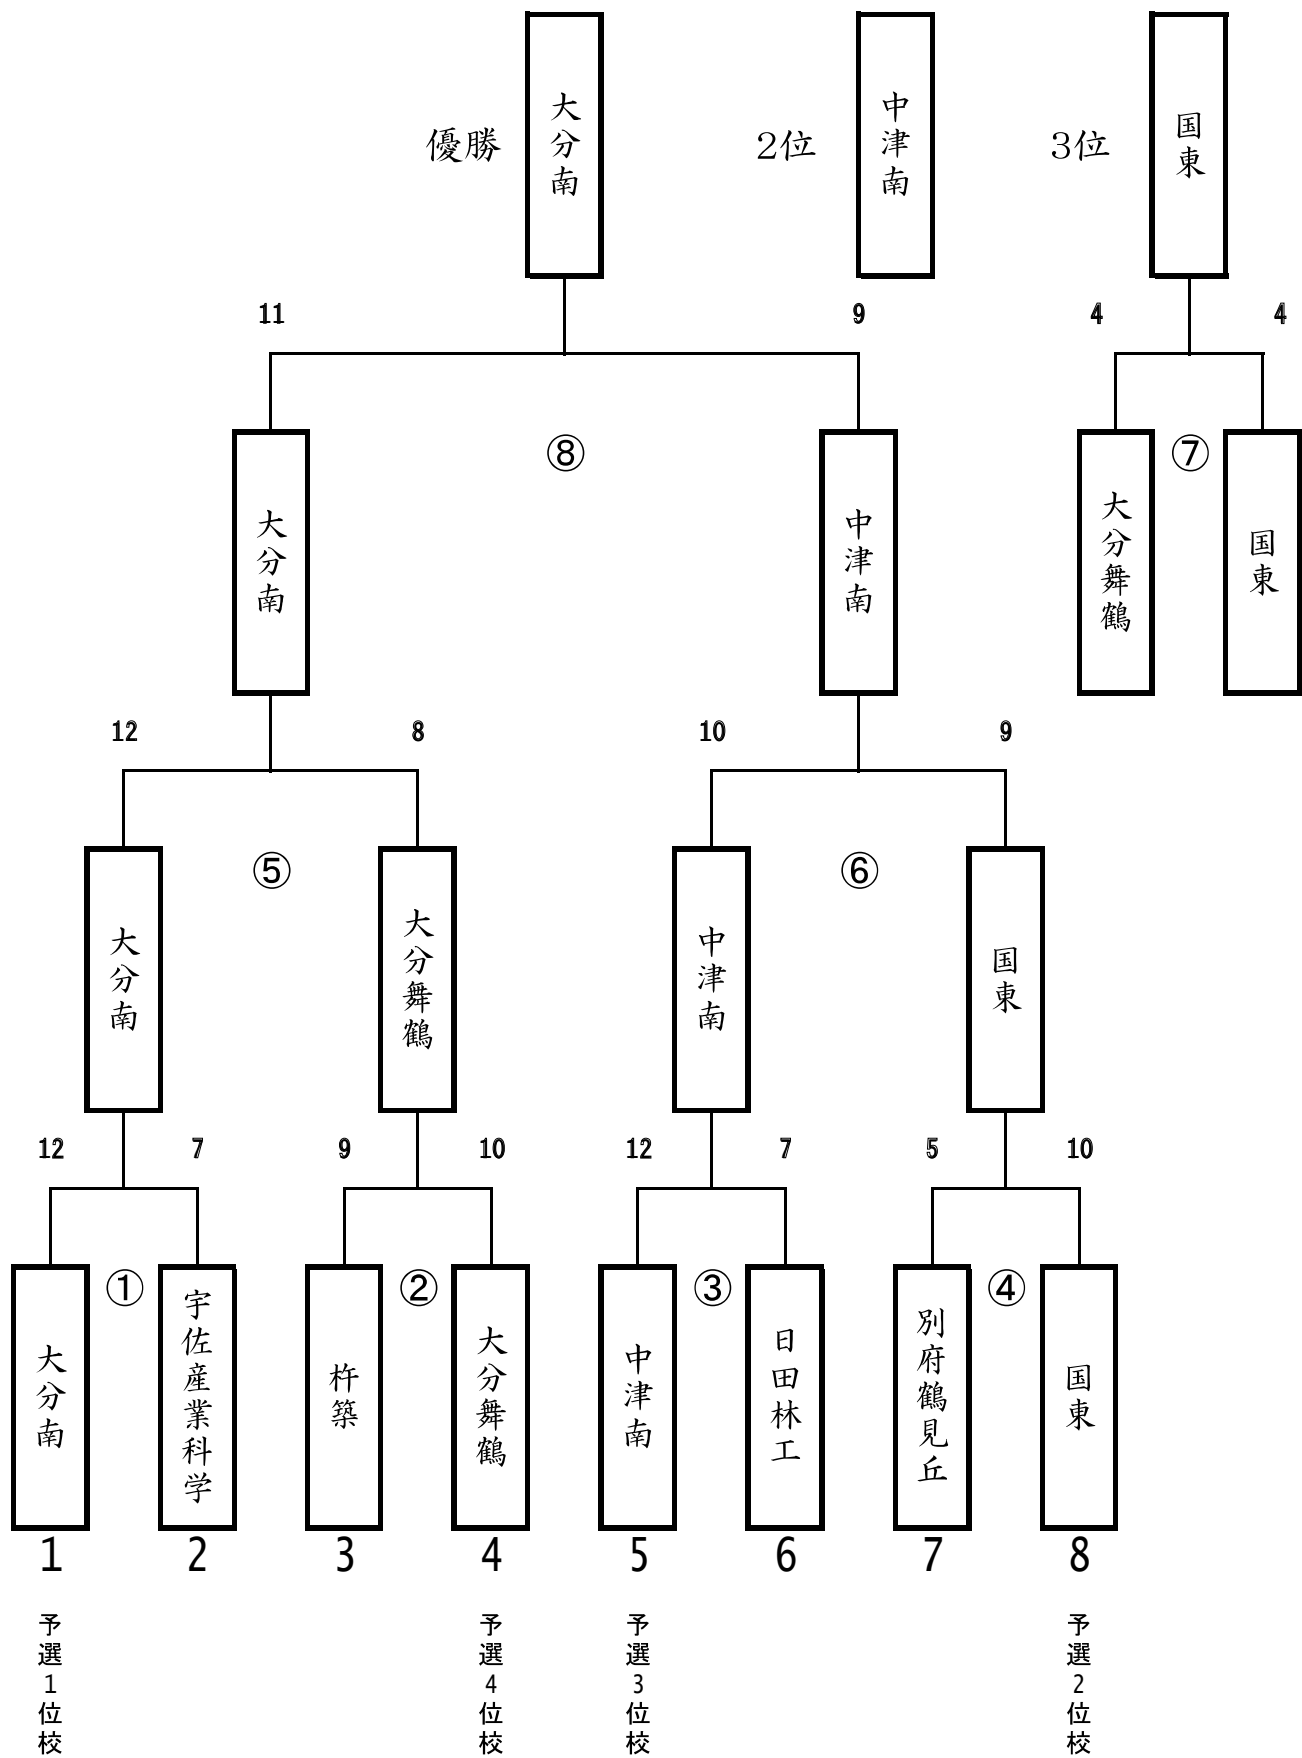 優勝
大分南
2位
中津南
3位
国東
11
9
4
4
大分南
⑧
中津南
大分舞鶴
⑦
国東
12
8
10
9
大分南
⑤
大分舞鶴
中津南
⑥
国東
12
7
9
10
12
7
5
10
大分南
①
宇佐産業科学
杵築
②
大分舞鶴
中津南
③
日田林工
別府鶴見丘
④
国東
1
2
3
4
5
6
7
8
予選1位校
予選4位校
予選3位校
予選2位校